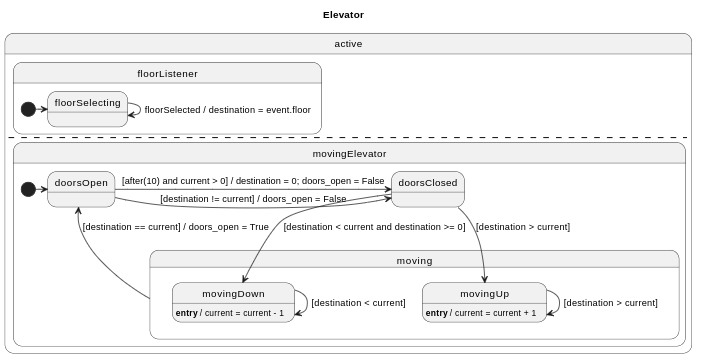 Elevator
active
floorListener
floorSelecting
floorSelected / destination = event.floor
movingElevator
doorsOpen
[after(10) and current > 0] / destination = 0; doors_open = False
doorsClosed
[destination != current] / doors_open = False
[destination == current] / doors_open = True
[destination < current and destination >= 0]
[destination > current]
moving
movingDown
entry / current = current - 1
[destination < current]
movingUp
entry / current = current + 1
[destination > current]